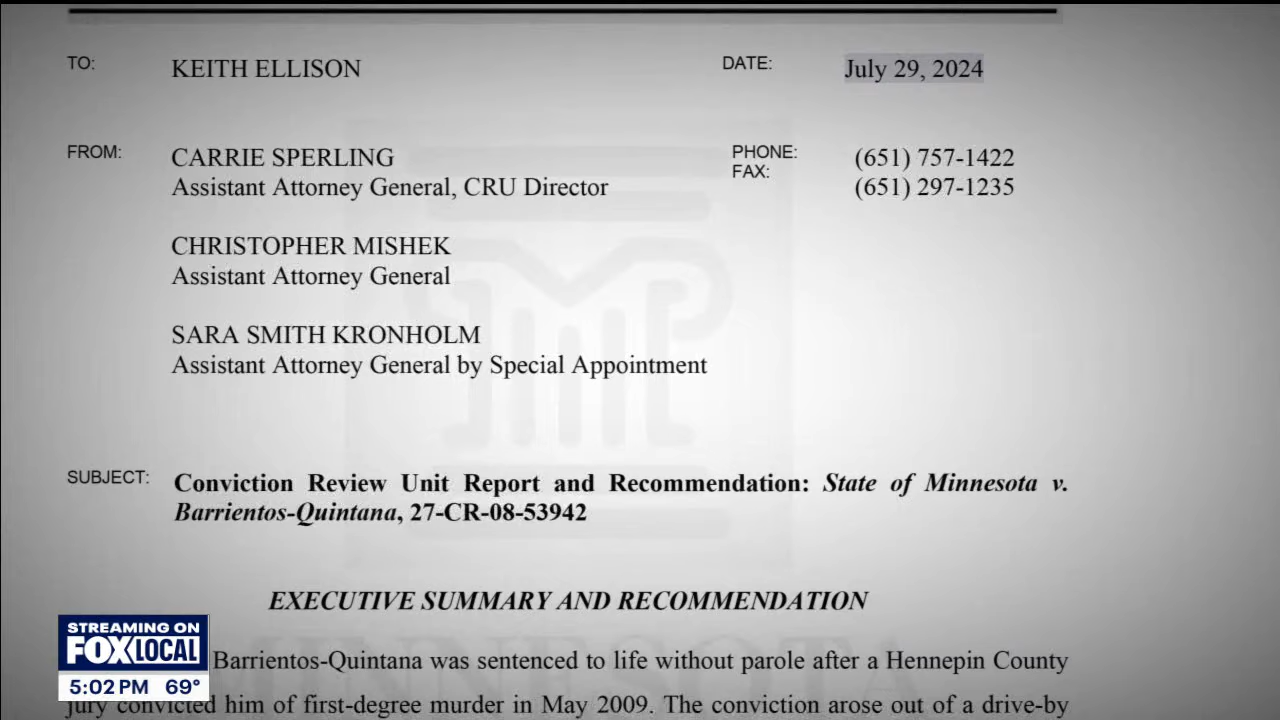 TO: KEITH ELLISON DATE: July 29, 2024
FROM: CARRIE SPERLING PHONE: (651) 757-1422
Assistant Attorney General, CRU Director FAX: (651) 297-1235
CHRISTOPHER MISHEK
Assistant Attorney General
SARA SMITH KRONHOLM
Assistant Attorney General by Special Appointment
SUBJECT: Conviction Review Unit Report and Recommendation: State of Minnesota v.
Barrientos-Quintana, 27-CR-08-53942
EXECUTIVE SUMMARY AND RECOMMENDATION
Barrientos-Quintana was sentenced to life without parole after a Hennepin County
jury convicted him of first-degree murder in May 2009. The conviction arose out of a drive-by
MINNESOTA
STREAMING ON
FOX LOCAL
5:02 PM 69°